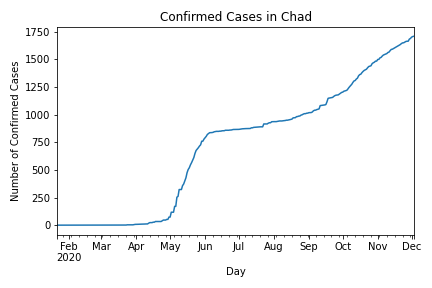 Confirmed Cases in Chad
Number of Confirmed Cases
1750
1500
1250
1000
750
500
250
0
Feb Mar Apr May Jun Jul Aug Sep Oct Nov Dec
2020
Day